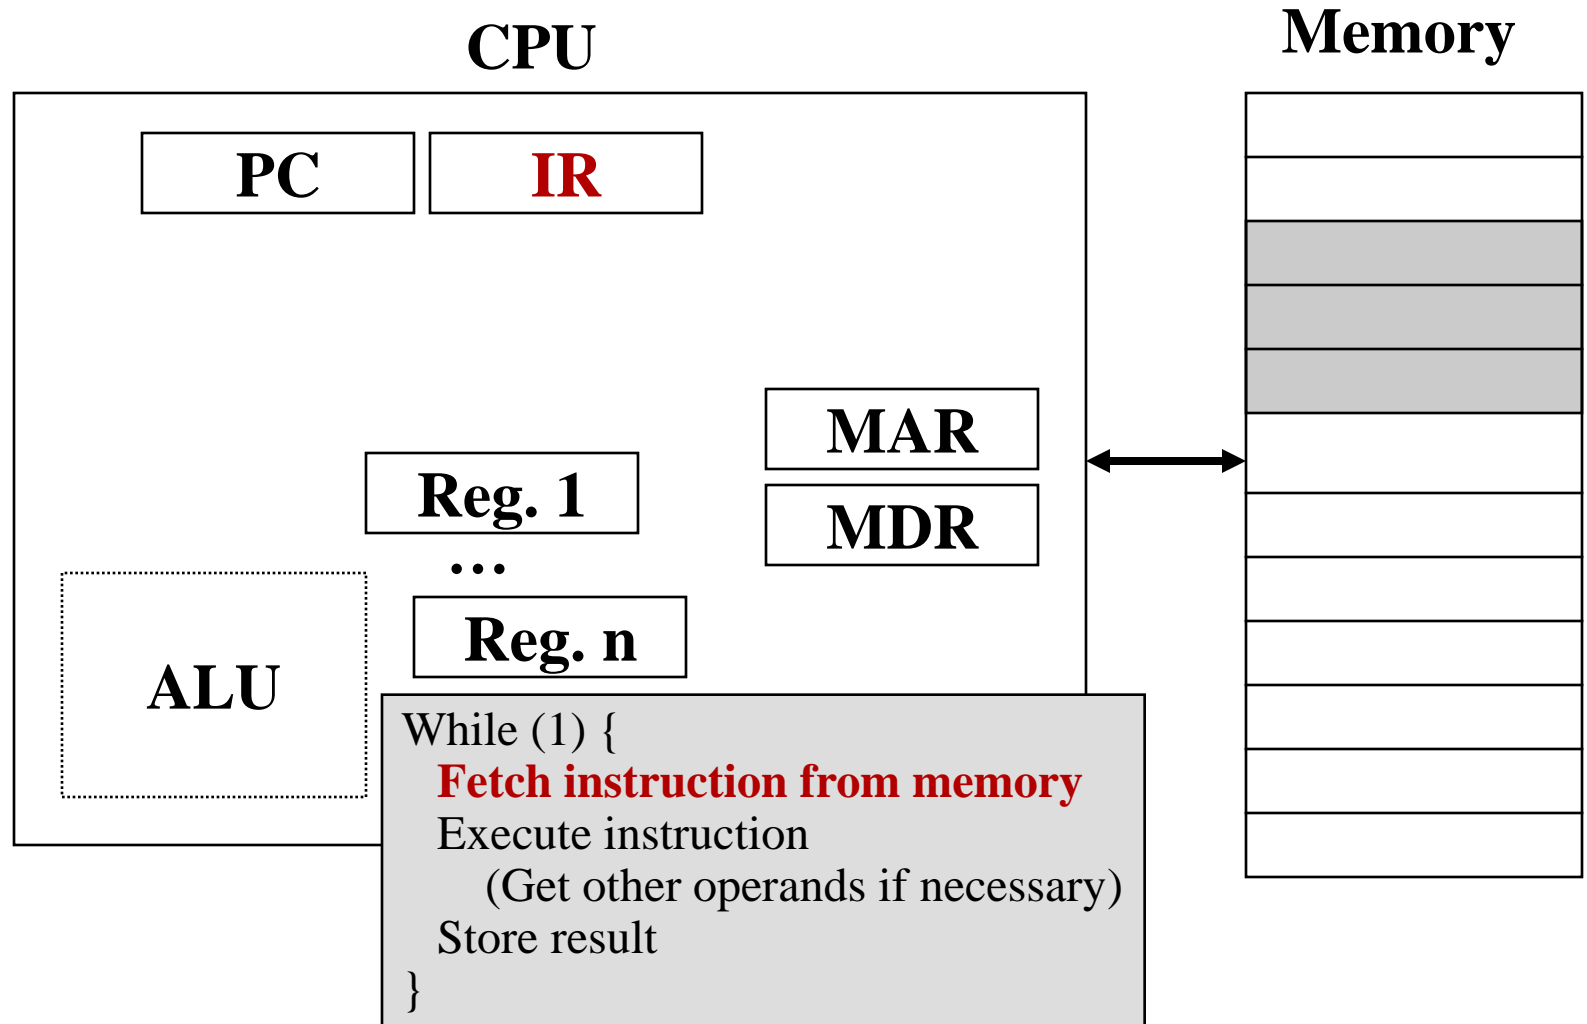 CPU
Memory
PC
IR
MAR
Reg. 1
MDR
...
Reg. n
ALU
While (1) {
Fetch instruction from memory
Execute instruction
(Get other operands if necessary)
Store result
}